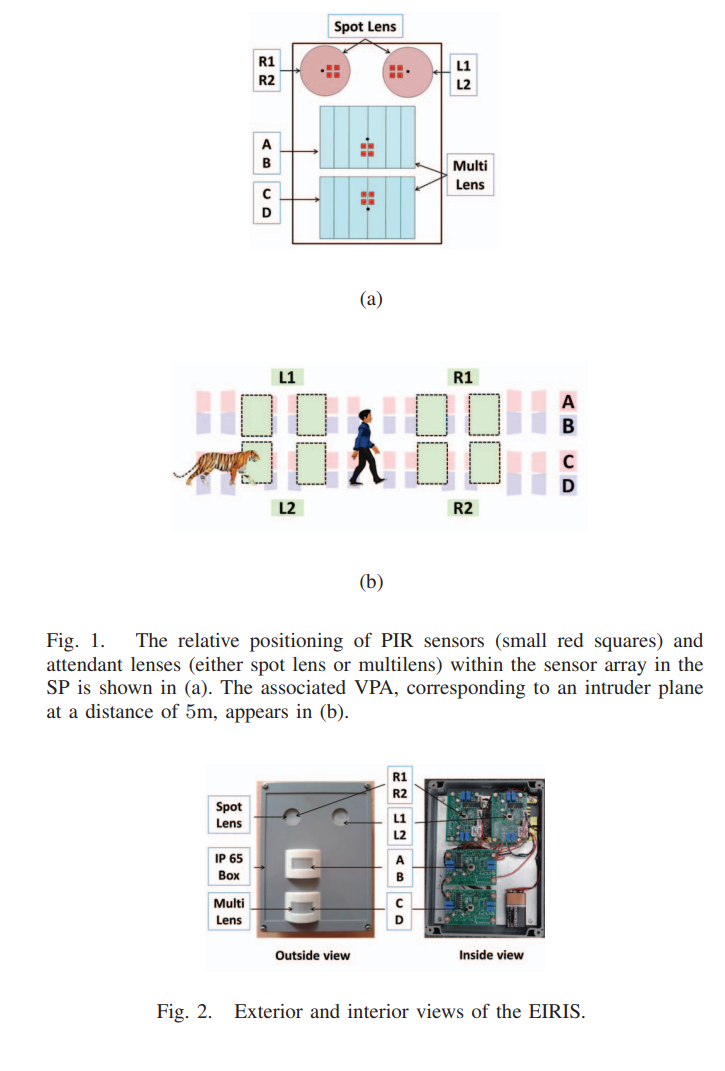 Spot Lens
R1
R2
L1
L2
A
B
Multi
Lens
C
D
(a)
L1 R1
A
B
C
D
L2 R2
(b)
Fig. 1. The relative positioning of PIR sensors (small red squares) and
attendant lenses (either spot lens or multilens) within the sensor array in the
SP is shown in (a). The associated VPA, corresponding to an intruder plane
at a distance of 5m, appears in (b).
R1
R2
Spot
Lens
L1
L2
IP 65
Box
A
B
Multi
Lens
C
D
Outside view Inside view
Fig. 2. Exterior and interior views of the EIRIS.